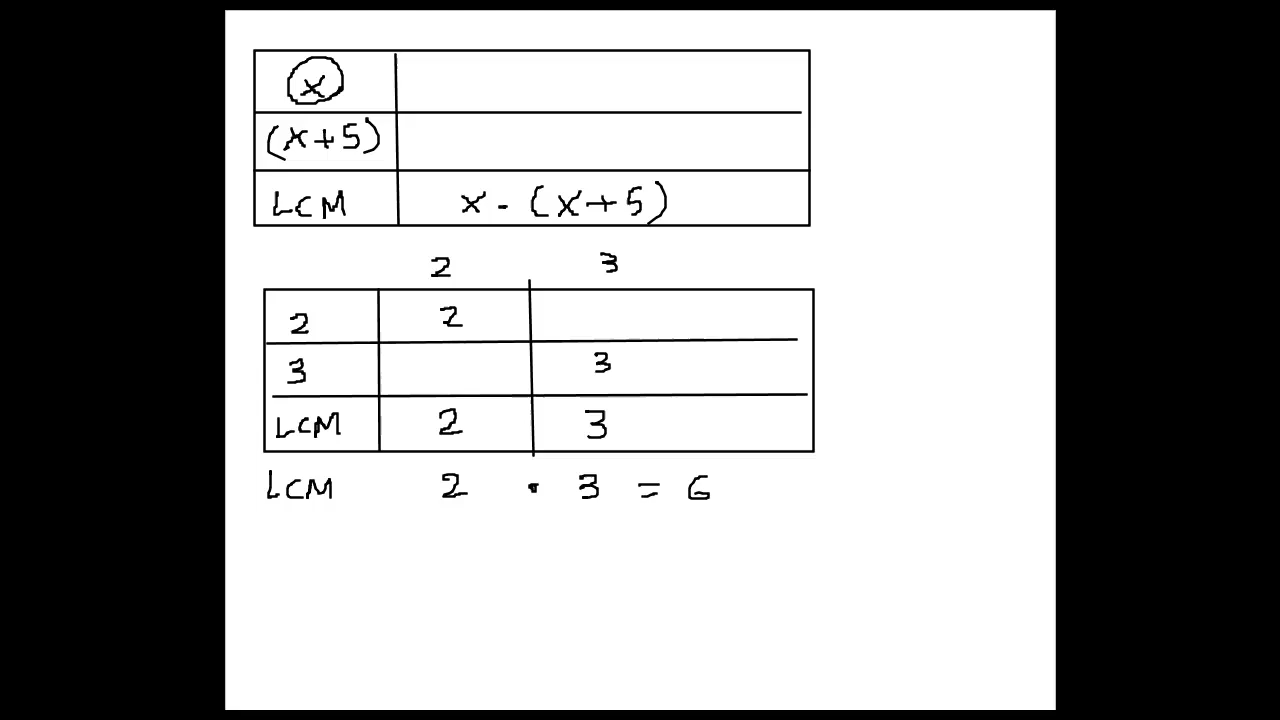 x
(x+5)
LCM x - (x+5)
2 3
2 2
3 3
LCM 2 3
LCM 2 · 3 = 6